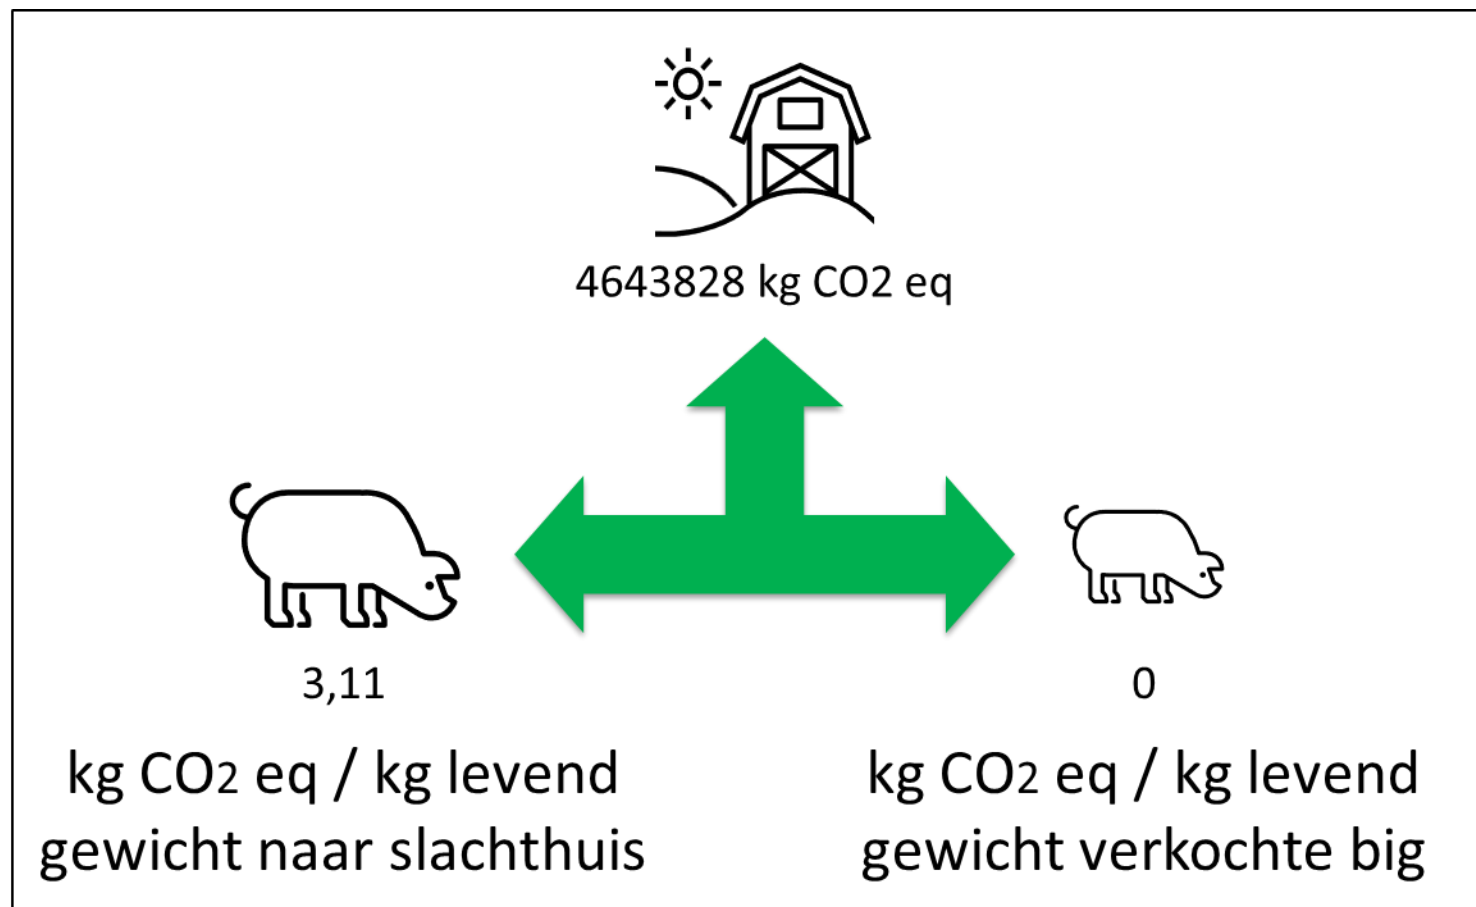 4643828 kg CO2 eq
3,11
kg CO2 eq / kg levend
gewicht naar slachthuis
0
kg CO2 eq / kg levend
gewicht verkochte big